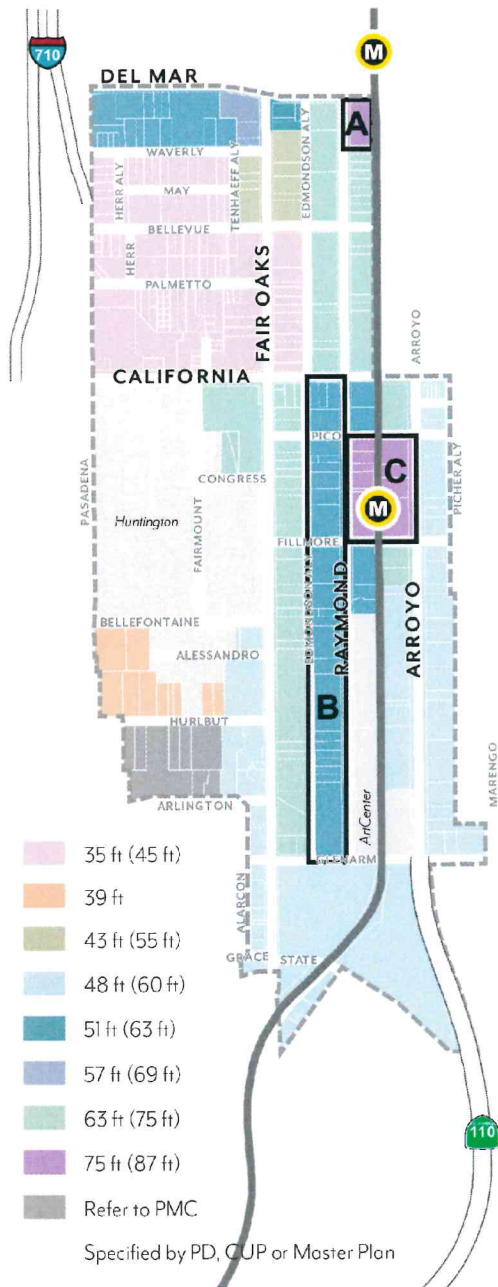 710
M
DEL MAR
A
WAVERLY
HERR ALY
MAY
TENHAEFF ALY
EDMONDSON ALY
BELLEVUE
HERR
PALMETTO
FAIR OAKS
ARROYO
CALIFORNIA
PICO
C
PICHER ALY
CONGRESS
PASADENA
Huntington
FAIRMOUNT
M
FILLMORE
EDMONDSON ALY
RAYMOND
ARROYO
BELLEFONTAINE
ALESSANDRO
B
HURLBUT
MARENGO
ARLINGTON
ArtCenter
GLENARM
ALARCON
GRACE
STATE
35 ft (45 ft)
39 ft
43 ft (55 ft)
48 ft (60 ft)
51 ft (63 ft)
57 ft (69 ft)
63 ft (75 ft)
75 ft (87 ft)
Refer to PMC
Specified by PD, CUP or Master Plan
110